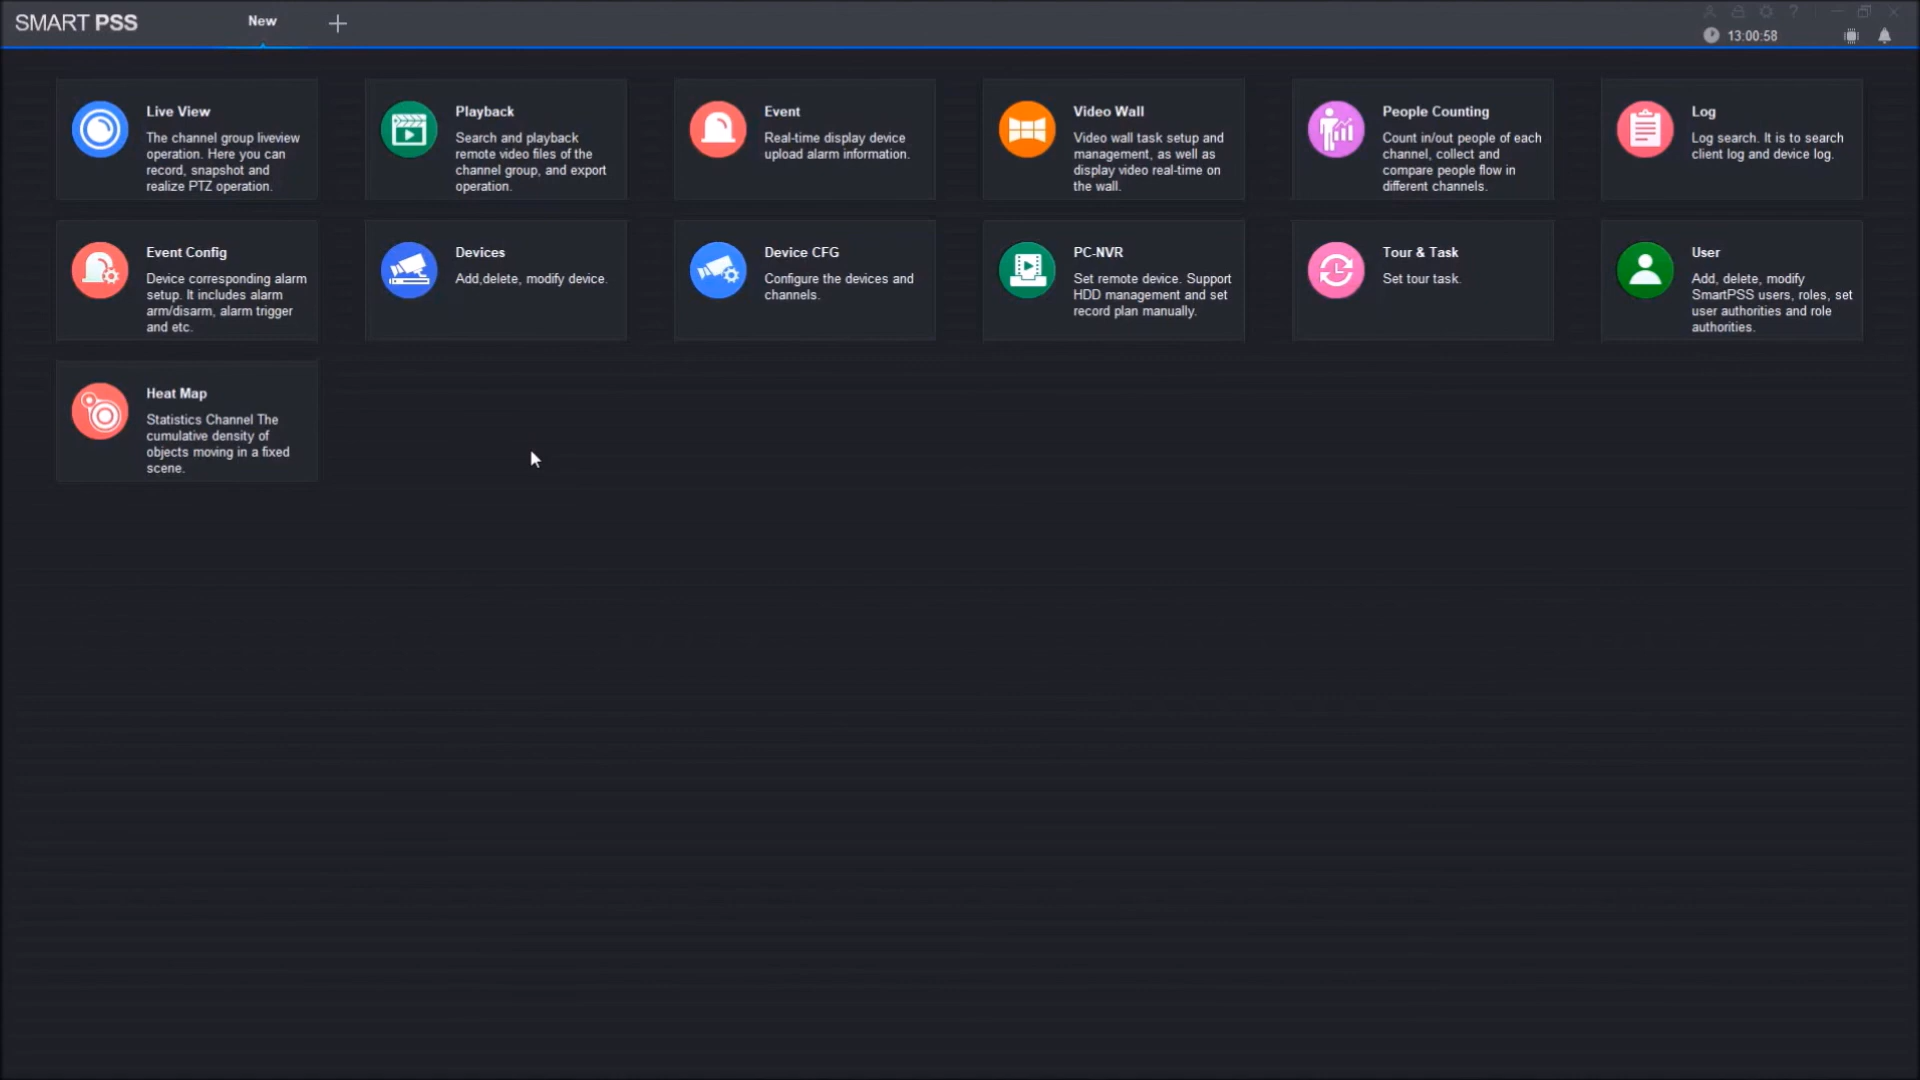 SMART PSS
New
13:00:58
Live View
The channel group liveview
operation. Here you can
record, snapshot and
realize PTZ operation.
Playback
Search and playback
remote video files of the
channel group, and export
operation.
Event
Real-time display device
upload alarm information.
Video Wall
Video wall task setup and
management, as well as
display video real-time on
the wall.
People Counting
Count in/out people of each
channel, collect and
compare people flow in
different channels.
Log
Log search. It is to search
client log and device log.
Event Config
Device corresponding alarm
setup. It includes alarm
arm/disarm, alarm trigger
and etc.
Devices
Add,delete, modify device.
Device CFG
Configure the devices and
channels.
PC-NVR
Set remote device. Support
HDD management and set
record plan manually.
Tour & Task
Set tour task.
User
Add, delete, modify
SmartPSS users, roles, set
user authorities and role
authorities.
Heat Map
Statistics Channel The
cumulative density of
objects moving in a fixed
scene.